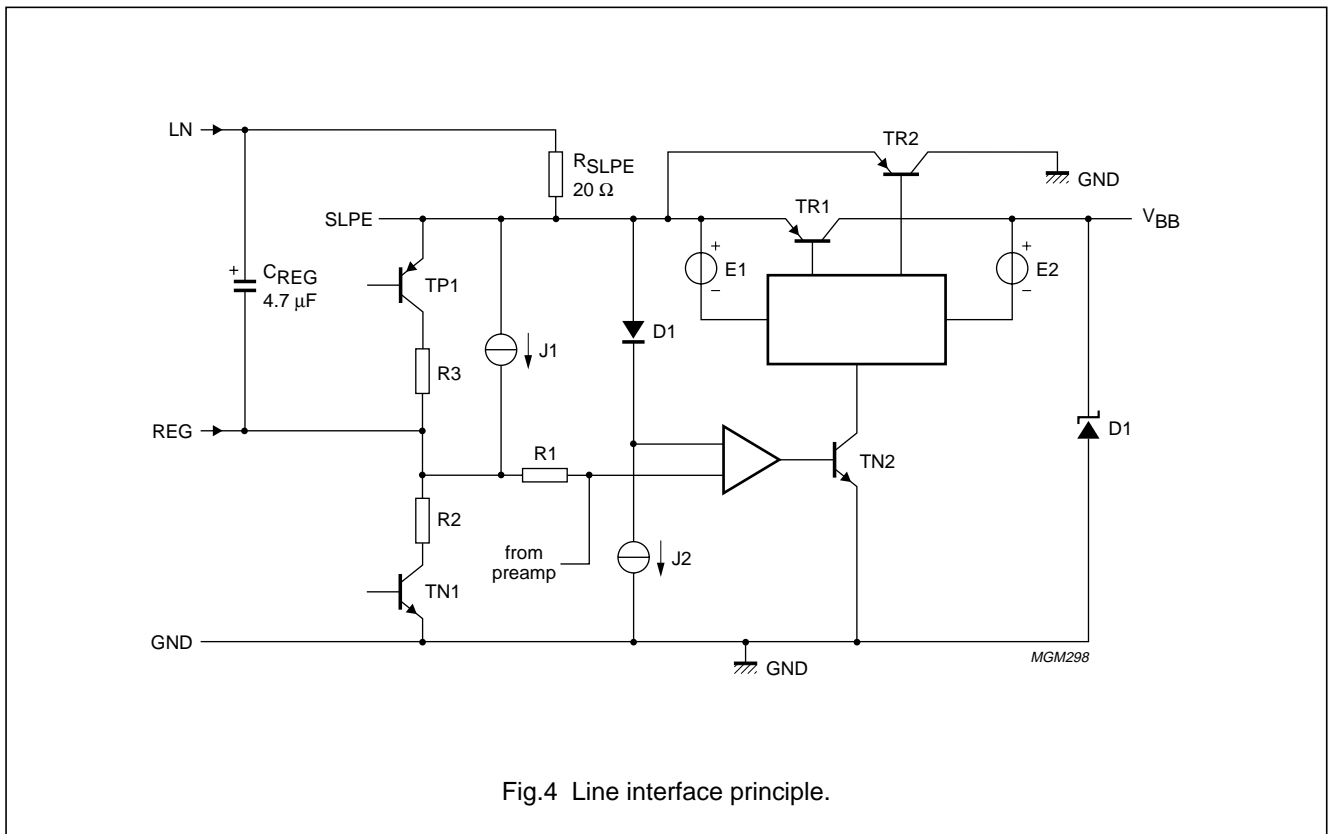 LN
R_SLPE
20 Ω
TR2
GND
TR1
SLPE
V_BB
+
E1
−
+
E2
−
+
C_REG
4.7 μF
TP1
D1
J1
R3
REG
D1
R1
TN2
R2
from
preamp
J2
TN1
GND
MGM298
GND
Fig.4 Line interface principle.